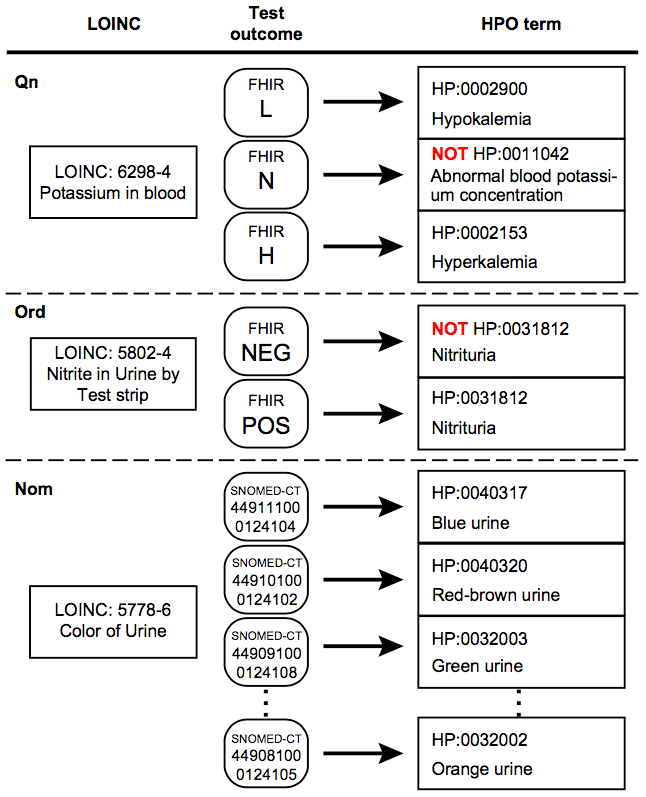 LOINC
Test
outcome
HPO term
Qn
LOINC: 6298-4
Potassium in blood
FHIR
L
HP:0002900
Hypokalemia
FHIR
N
NOT HP:0011042
Abnormal blood potassi-
um concentration
FHIR
H
HP:0002153
Hyperkalemia
Ord
LOINC: 5802-4
Nitrite in Urine by
Test strip
FHIR
NEG
NOT HP:0031812
Nitrituria
FHIR
POS
HP:0031812
Nitrituria
Nom
LOINC: 5778-6
Color of Urine
SNOMED-CT
44911100
0124104
HP:0040317
Blue urine
SNOMED-CT
44910100
0124102
HP:0040320
Red-brown urine
SNOMED-CT
44909100
0124108
HP:0032003
Green urine
SNOMED-CT
44908100
0124105
HP:0032002
Orange urine